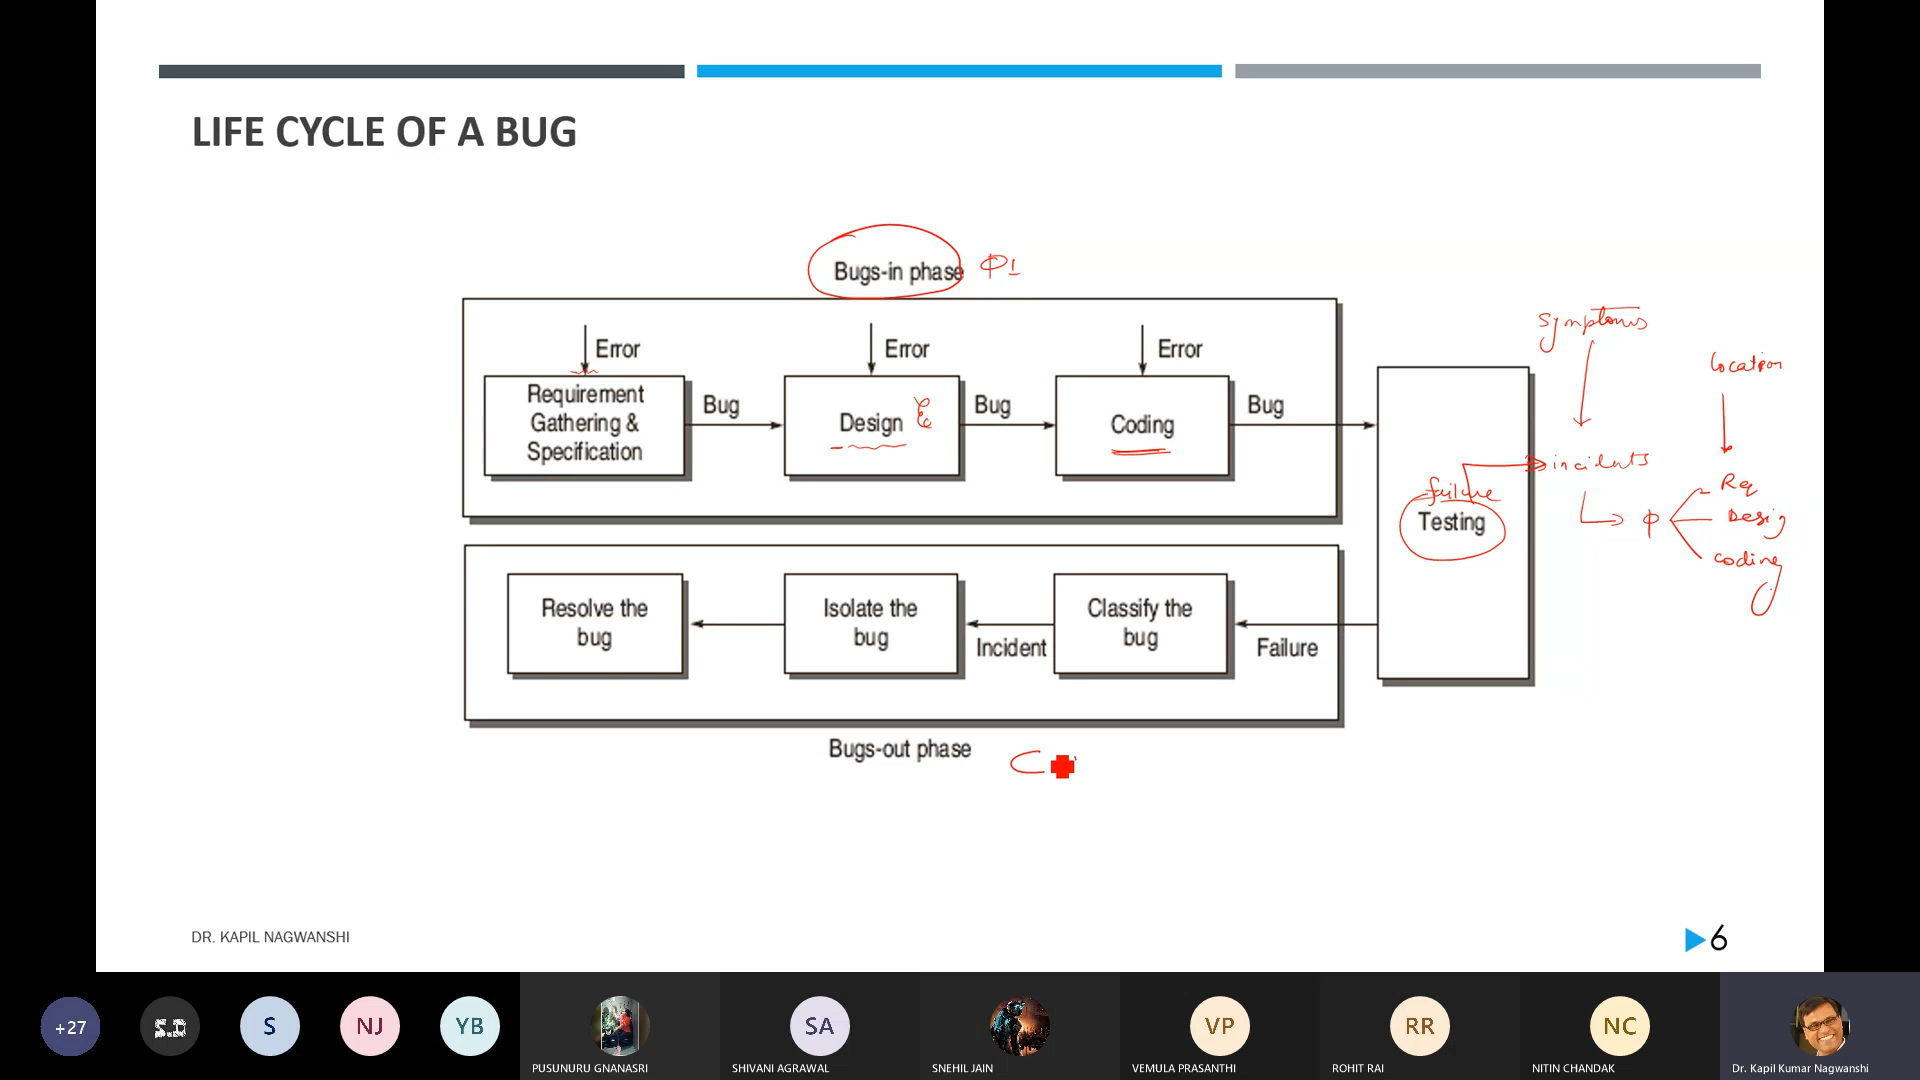 LIFE CYCLE OF A BUG
Bugs-in phase
Φ1
Error
Error
Error
Requirement
Gathering &
Specification
Bug
Design
Bug
Coding
Bug
symptoms
location
incidents
failure
Testing
Φ
Req
Desig
coding
Resolve the
bug
Isolate the
bug
Incident
Classify the
bug
Failure
Bugs-out phase
DR. KAPIL NAGWANSHI
6
+27
S.D
S
NJ
YB
SA
VP
RR
NC
PUSUNURU GNANASRI
SHIVANI AGRAWAL
SNEHIL JAIN
VEMULA PRASANTHI
ROHIT RAI
NITIN CHANDAK
Dr. Kapil Kumar Nagwanshi